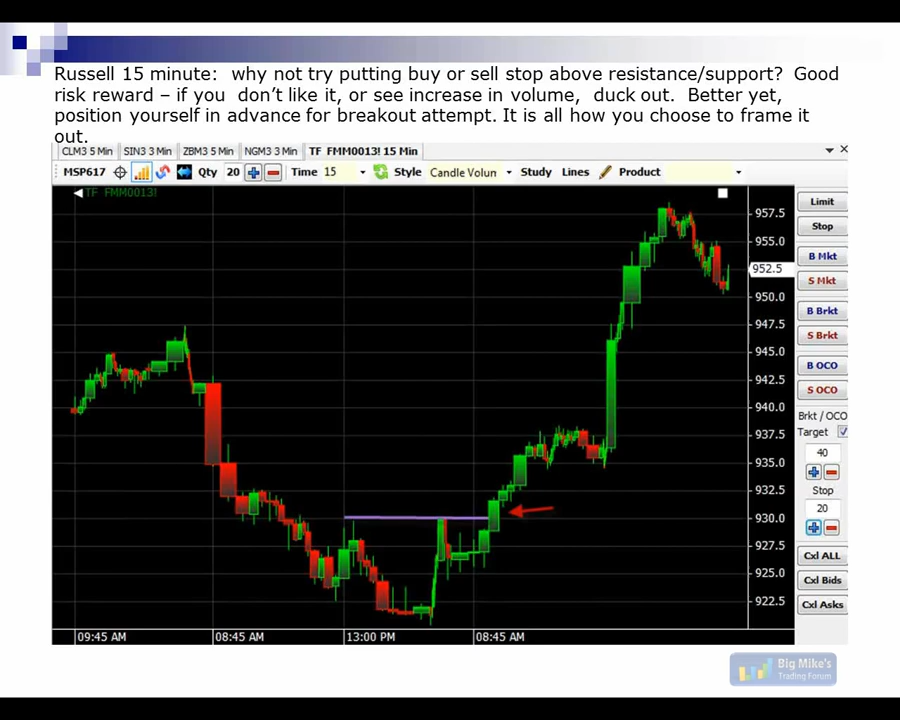 Russell 15 minute:  why not try putting buy or sell stop above resistance/support?  Good
risk reward – if you  don't like it, or see increase in volume,  duck out.  Better yet,
position yourself in advance for breakout attempt. It is all how you choose to frame it
out.
CLM3 5 Min SIN3 3 Min ZBM3 5 Min NGM3 3 Min TF FMM0013! 15 Min
MSP617 Qty 20 Time 15 Style Candle Volun Study Lines Product
TF FMM0013!
957.5
955.0
952.5
950.0
947.5
945.0
942.5
940.0
937.5
935.0
932.5
930.0
927.5
925.0
922.5
09:45 AM 08:45 AM 13:00 PM 08:45 AM
Limit
Stop
B Mkt
S Mkt
B Brkt
S Brkt
B OCO
S OCO
Brkt / OCO
Target
40
Stop
20
Cxl ALL
Cxl Bids
Cxl Asks
Big Mike's
Trading Forum